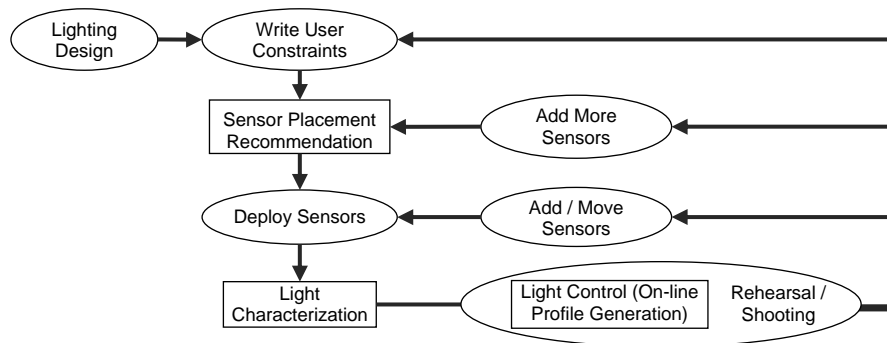 Lighting
Design
Write User
Constraints
Sensor Placement
Recommendation
Add More
Sensors
Deploy Sensors
Add / Move
Sensors
Light
Characterization
Light Control (On-line
Profile Generation)
Rehearsal /
Shooting